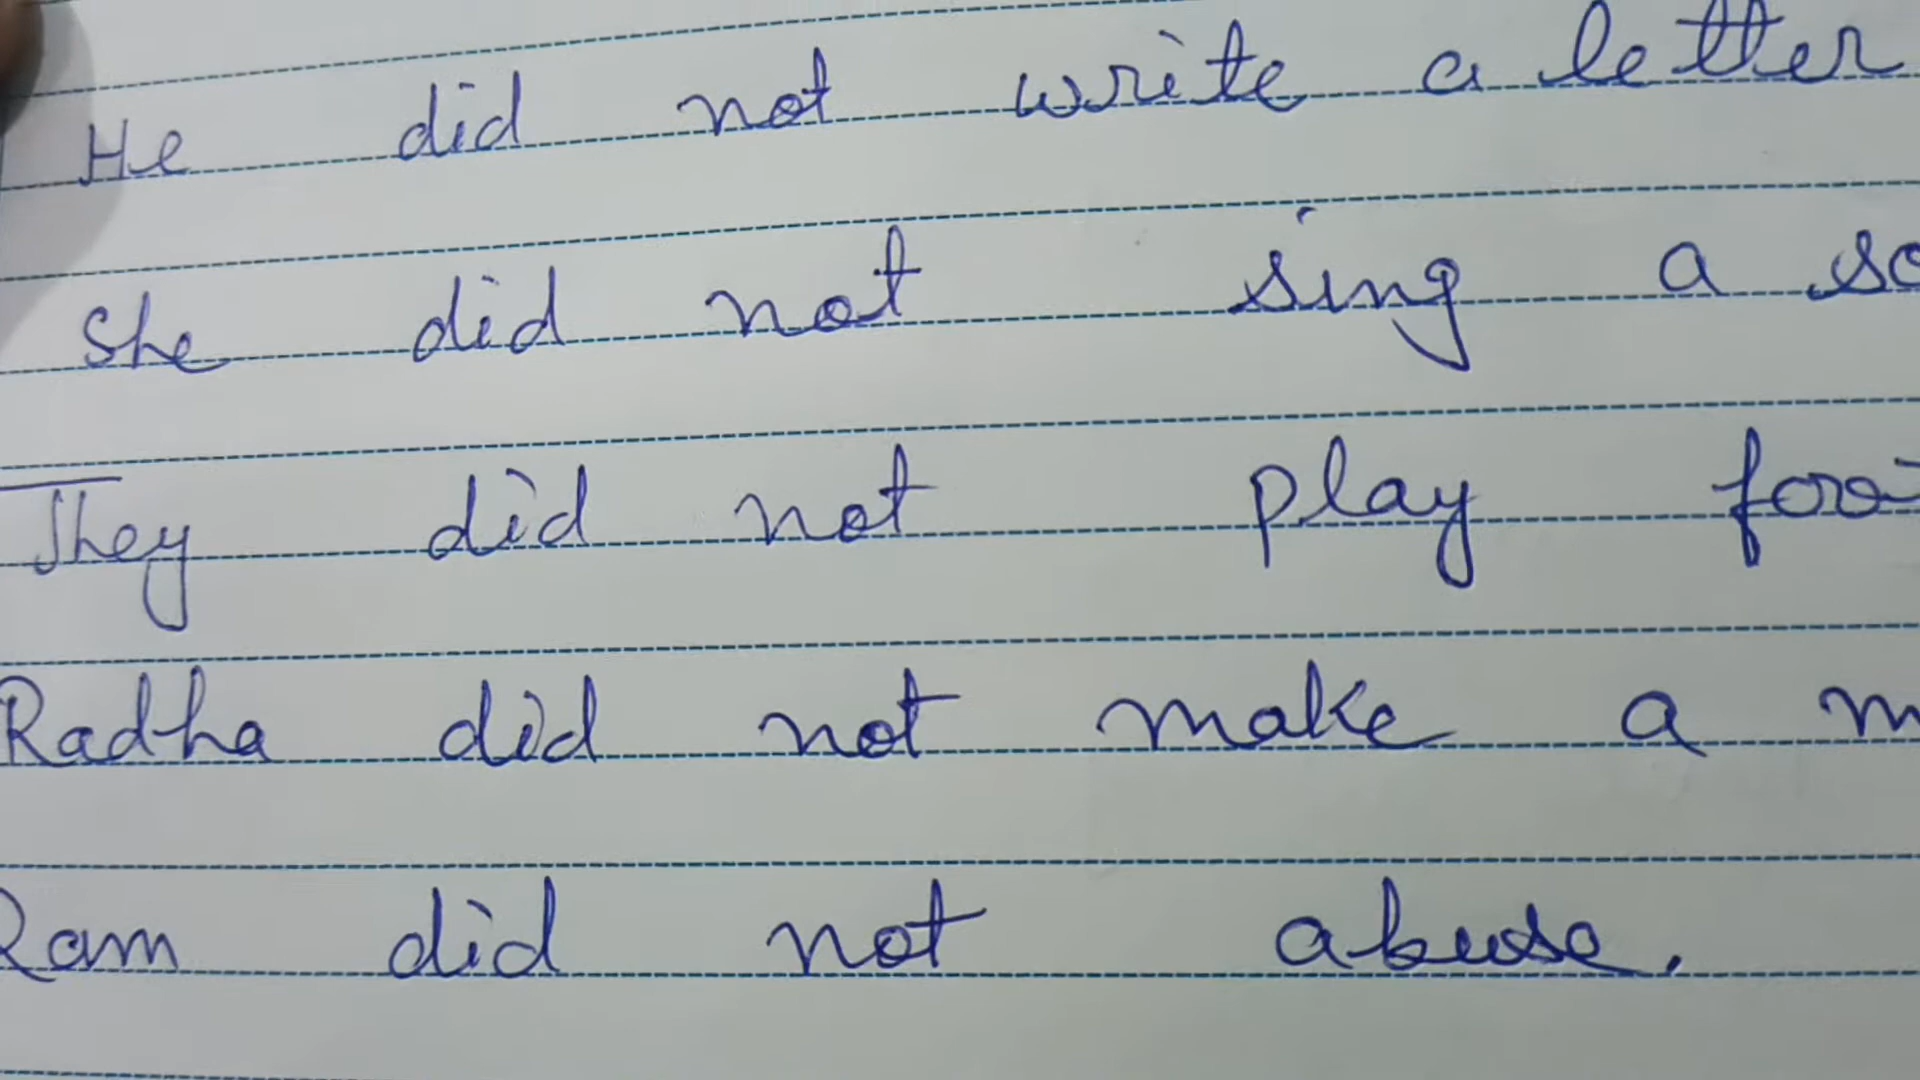 He did not write a letter
She did not sing a
They did not play
Radha did not make a
Ram did not abuse.